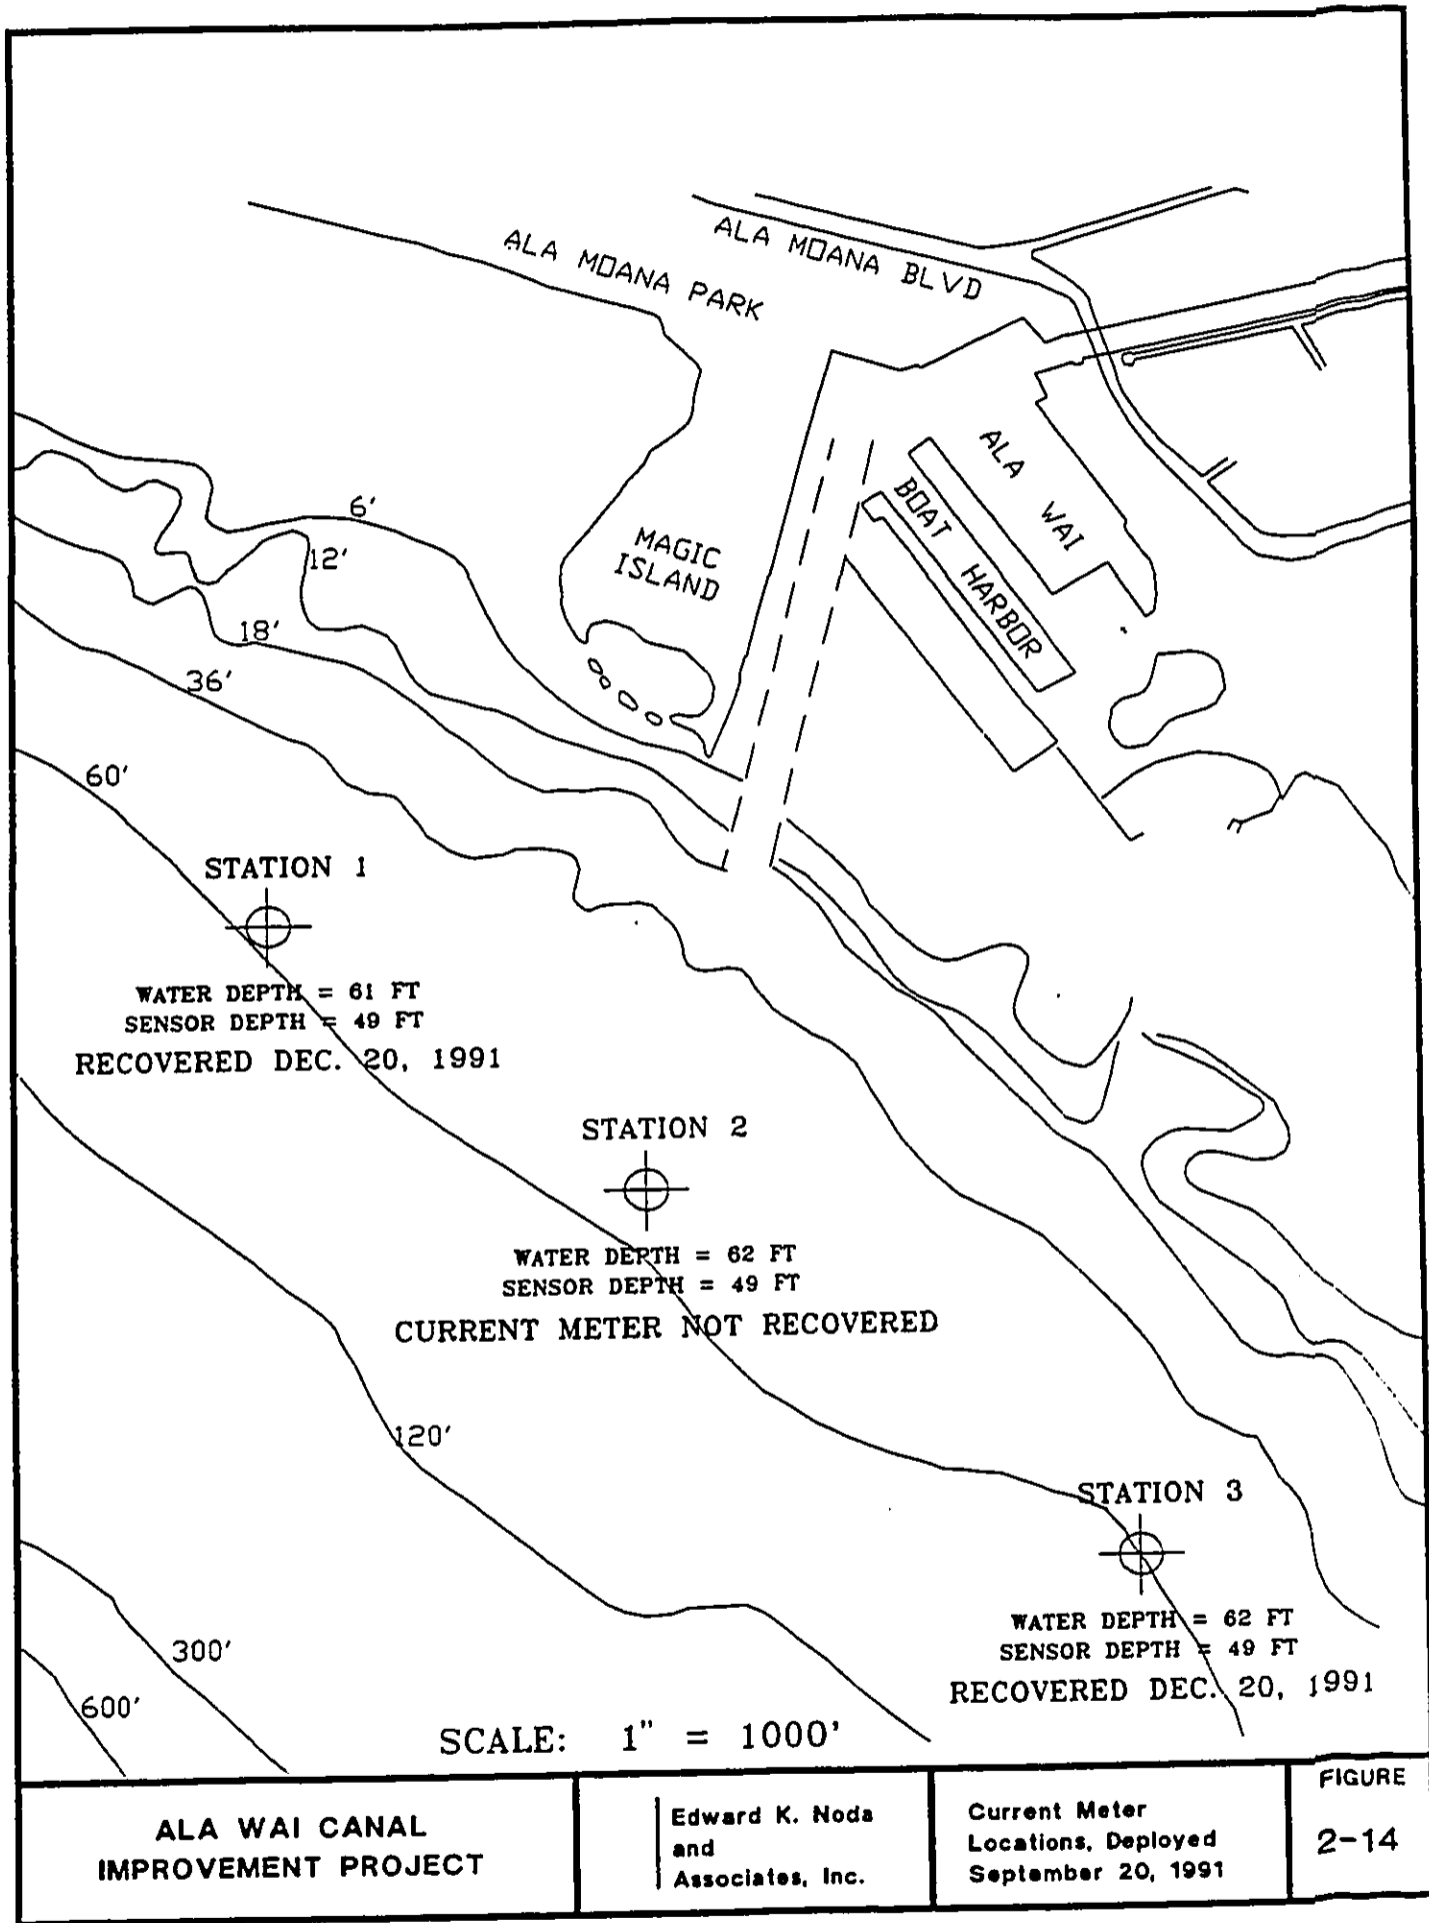 ALA MOANA PARK
ALA MOANA BLVD
ALA WAI
BOAT HARBOR
MAGIC
ISLAND
6'
12'
18'
36'
60'
STATION 1
WATER DEPTH = 61 FT
SENSOR DEPTH = 49 FT
RECOVERED DEC. 20, 1991
STATION 2
WATER DEPTH = 62 FT
SENSOR DEPTH = 49 FT
CURRENT METER NOT RECOVERED
120'
STATION 3
WATER DEPTH = 62 FT
SENSOR DEPTH = 49 FT
RECOVERED DEC. 20, 1991
300'
600'
SCALE: 1" = 1000'
ALA WAI CANAL
IMPROVEMENT PROJECT
Edward K. Noda
and
Associates, Inc.
Current Meter
Locations, Deployed
September 20, 1991
FIGURE
2-14